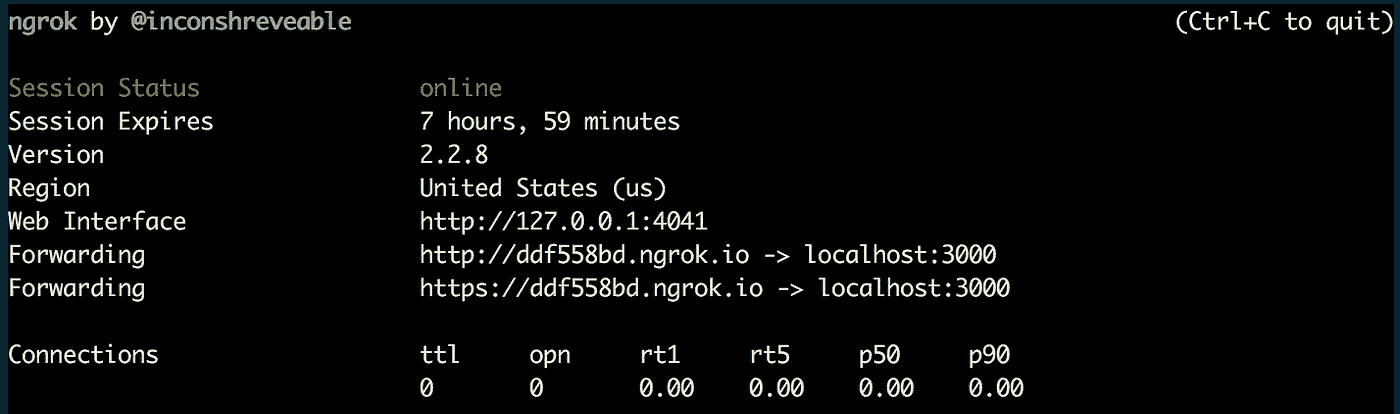 ngrok by @inconshreveable (Ctrl+C to quit)
Session Status online
Session Expires 7 hours, 59 minutes
Version 2.2.8
Region United States (us)
Web Interface http://127.0.0.1:4041
Forwarding http://ddf558bd.ngrok.io -> localhost:3000
Forwarding https://ddf558bd.ngrok.io -> localhost:3000
Connections ttl opn rt1 rt5 p50 p90
0 0 0.00 0.00 0.00 0.00